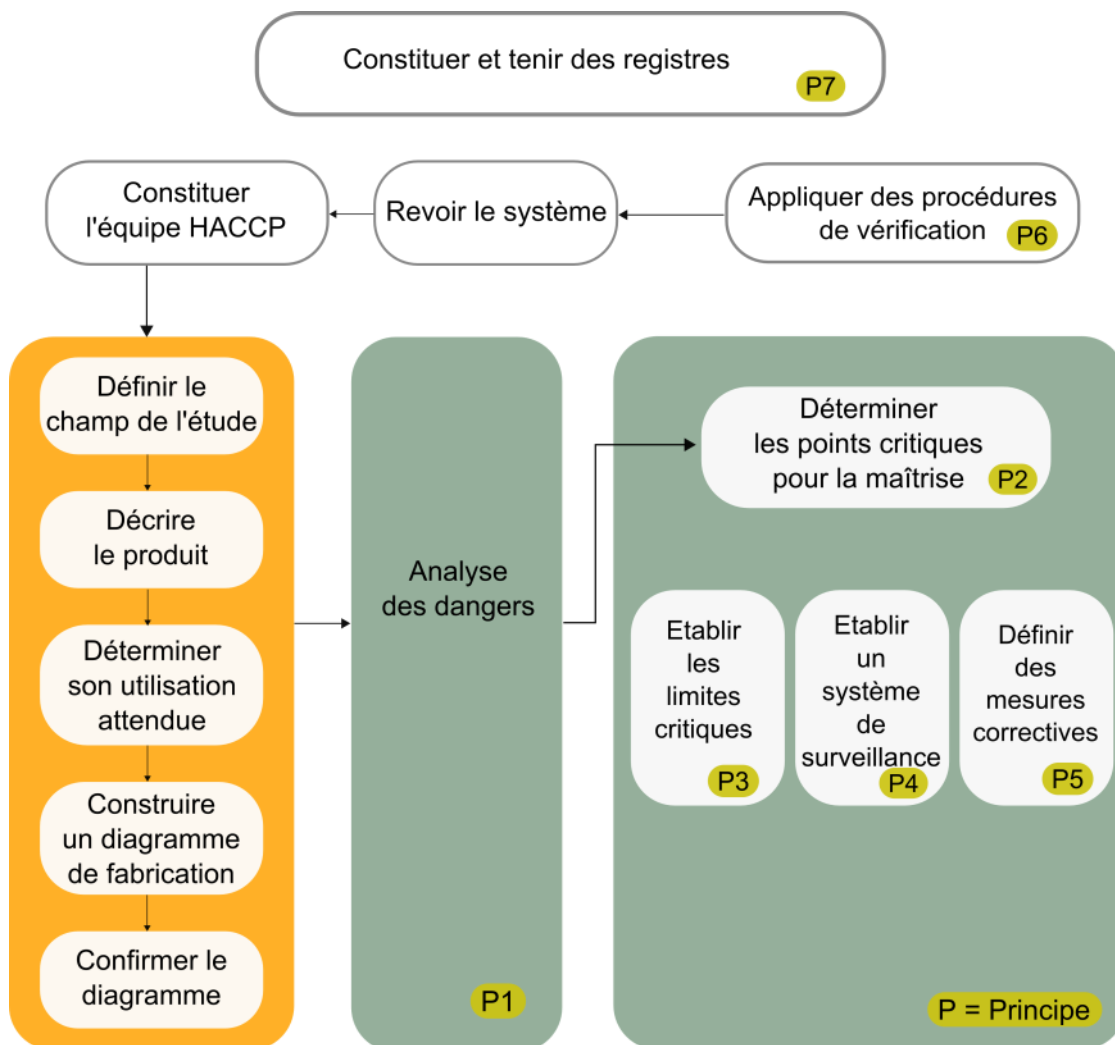 Constituer et tenir des registres
P7
Constituer
l'équipe HACCP
Revoir le système
Appliquer des procédures
de vérification
P6
Définir le
champ de l'étude
Décrire
le produit
Déterminer
son utilisation
attendue
Construire
un diagramme
de fabrication
Confirmer le
diagramme
Analyse
des dangers
P1
Déterminer
les points critiques
pour la maîtrise
P2
Etablir
les
limites
critiques
P3
Etablir
un
système
de
surveillance
P4
Définir
des
mesures
correctives
P5
P = Principe